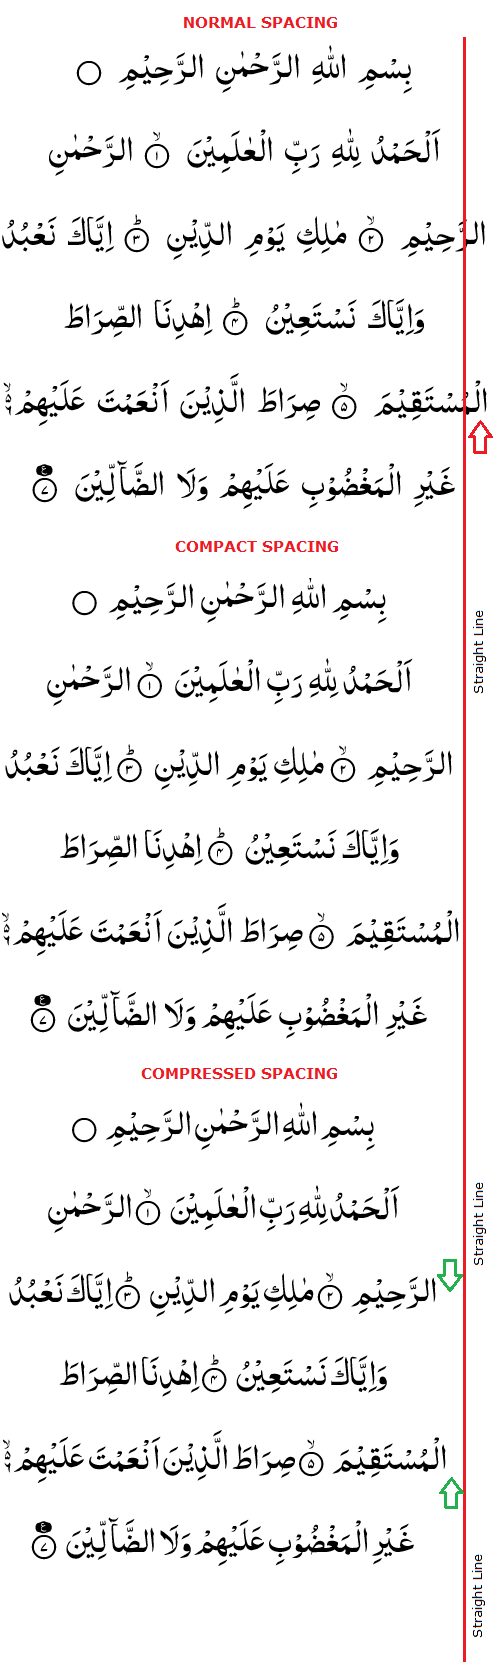 NORMAL SPACING
بِسْمِ اللّٰهِ الرَّحْمٰنِ الرَّحِيْمِ ۝
اَلْحَمْدُ لِلّٰهِ رَبِّ الْعٰلَمِيْنَ ۙ۝۱ الرَّحْمٰنِ
الرَّحِيْمِ ۙ۝۲ مٰلِكِ يَوْمِ الدِّيْنِ ؕ۝۳ اِيَّاكَ نَعْبُدُ
وَاِيَّاكَ نَسْتَعِيْنُ ؕ۝۴ اِهْدِنَا الصِّرَاطَ
الْمُسْتَقِيْمَ ۙ۝۵ صِرَاطَ الَّذِيْنَ اَنْعَمْتَ عَلَيْهِمْ ۙ۬۝۶
غَيْرِ الْمَغْضُوْبِ عَلَيْهِمْ وَلَا الضَّآلِّيْنَ ۝۷
COMPACT SPACING
بِسْمِ اللّٰهِ الرَّحْمٰنِ الرَّحِيْمِ ۝
اَلْحَمْدُ لِلّٰهِ رَبِّ الْعٰلَمِيْنَ ۙ۝۱ الرَّحْمٰنِ
الرَّحِيْمِ ۙ۝۲ مٰلِكِ يَوْمِ الدِّيْنِ ؕ۝۳ اِيَّاكَ نَعْبُدُ
وَاِيَّاكَ نَسْتَعِيْنُ ؕ۝۴ اِهْدِنَا الصِّرَاطَ
الْمُسْتَقِيْمَ ۙ۝۵ صِرَاطَ الَّذِيْنَ اَنْعَمْتَ عَلَيْهِمْ ۙ۬۝۶
غَيْرِ الْمَغْضُوْبِ عَلَيْهِمْ وَلَا الضَّآلِّيْنَ ۝۷
COMPRESSED SPACING
بِسْمِ اللّٰهِ الرَّحْمٰنِ الرَّحِيْمِ ۝
اَلْحَمْدُ لِلّٰهِ رَبِّ الْعٰلَمِيْنَ ۙ۝۱ الرَّحْمٰنِ
الرَّحِيْمِ ۙ۝۲ مٰلِكِ يَوْمِ الدِّيْنِ ؕ۝۳ اِيَّاكَ نَعْبُدُ
وَاِيَّاكَ نَسْتَعِيْنُ ؕ۝۴ اِهْدِنَا الصِّرَاطَ
الْمُسْتَقِيْمَ ۙ۝۵ صِرَاطَ الَّذِيْنَ اَنْعَمْتَ عَلَيْهِمْ ۙ۬۝۶
غَيْرِ الْمَغْضُوْبِ عَلَيْهِمْ وَلَا الضَّآلِّيْنَ ۝۷
Straight Line
Straight Line
Straight Line